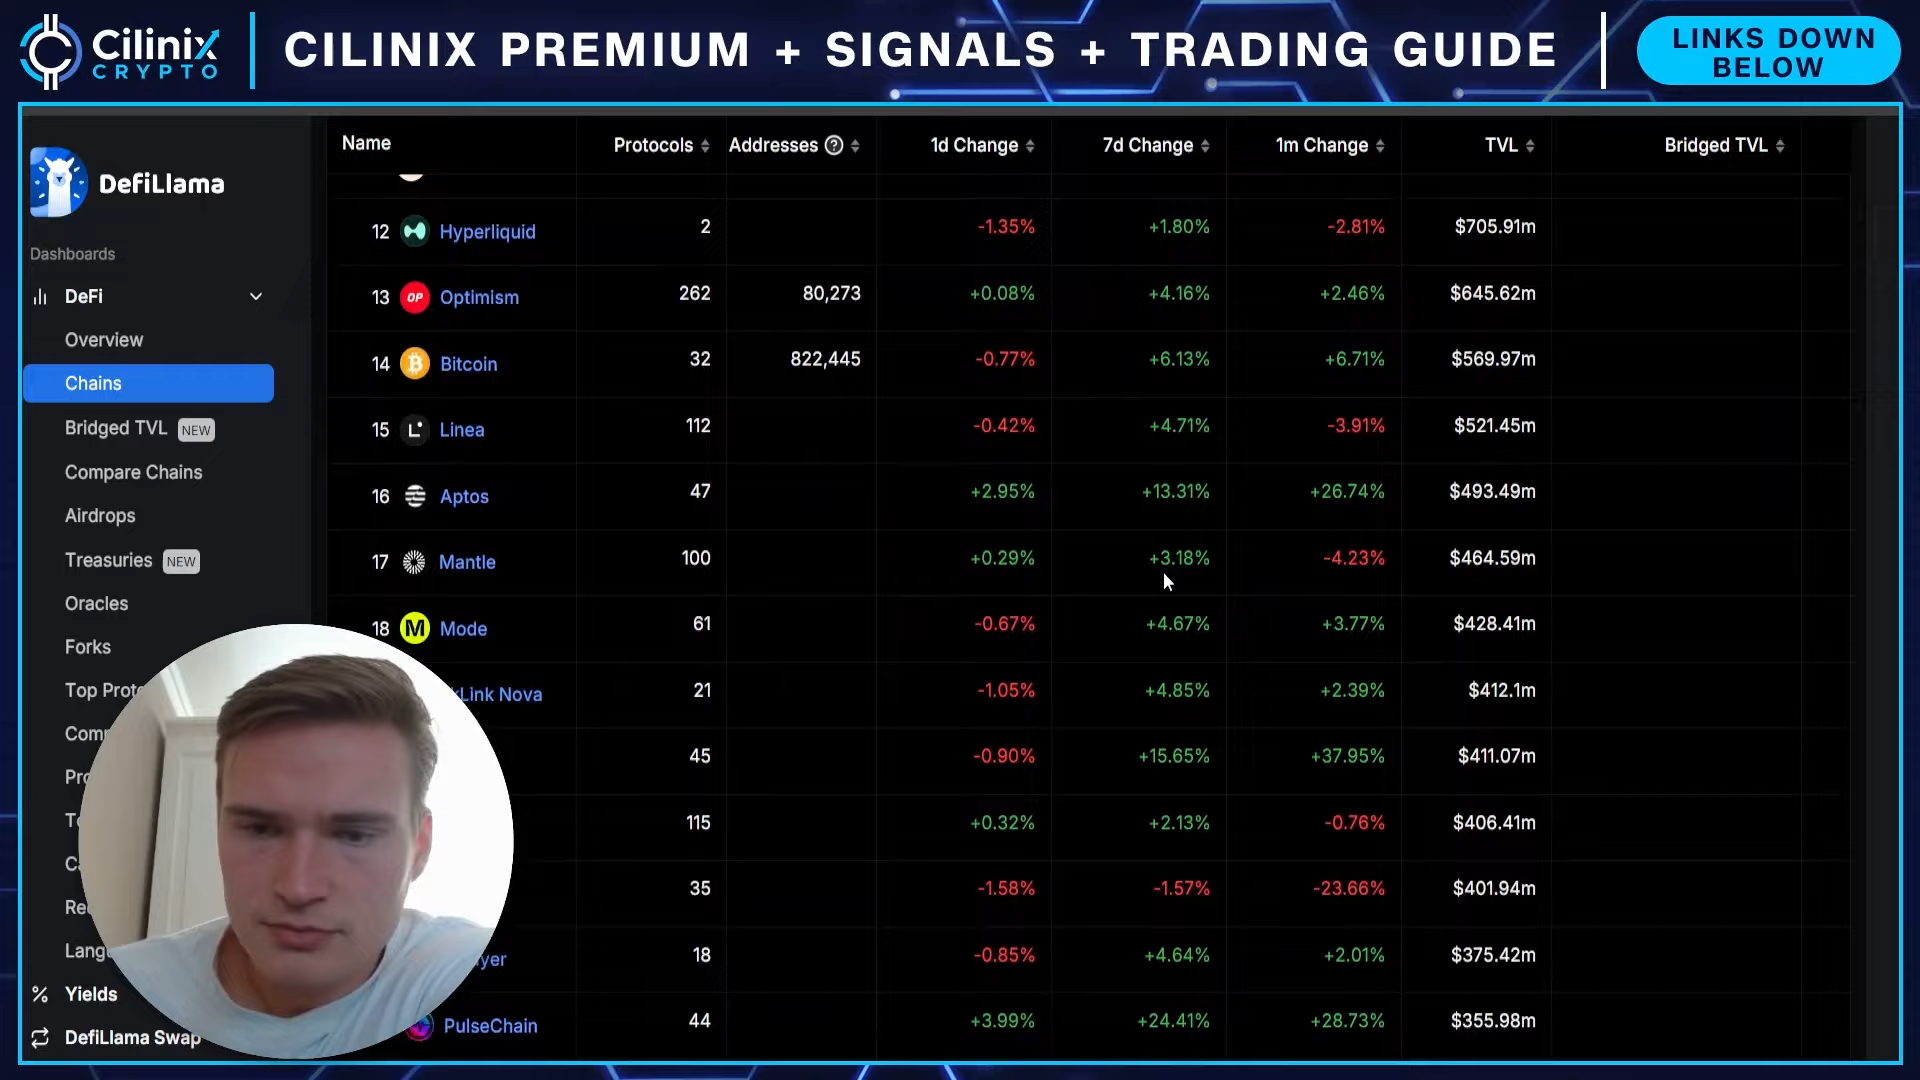 Cilinix
CRYPTO
CILINIX PREMIUM + SIGNALS + TRADING GUIDE
LINKS DOWN
BELOW
DefiLlama
Dashboards
DeFi
Overview
Chains
Bridged TVL NEW
Compare Chains
Airdrops
Treasuries NEW
Oracles
Forks
Top
Yields
DefiLlama Swap
Name Protocols Addresses ? 1d Change 7d Change 1m Change TVL Bridged TVL
12 Hyperliquid 2 -1.35% +1.80% -2.81% $705.91m
13 OP Optimism 262 80,273 +0.08% +4.16% +2.46% $645.62m
14 Bitcoin 32 822,445 -0.77% +6.13% +6.71% $569.97m
15 Linea 112 -0.42% +4.71% -3.91% $521.45m
16 Aptos 47 +2.95% +13.31% +26.74% $493.49m
17 Mantle 100 +0.29% +3.18% -4.23% $464.59m
18 M Mode 61 -0.67% +4.67% +3.77% $428.41m
kLink Nova 21 -1.05% +4.85% +2.39% $412.1m
45 -0.90% +15.65% +37.95% $411.07m
115 +0.32% +2.13% -0.76% $406.41m
35 -1.58% -1.57% -23.66% $401.94m
yer 18 -0.85% +4.64% +2.01% $375.42m
PulseChain 44 +3.99% +24.41% +28.73% $355.98m